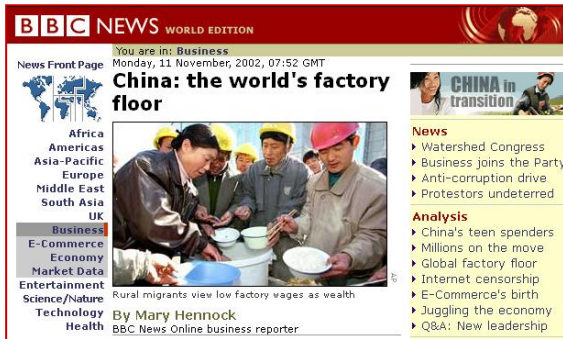 BBC NEWS WORLD EDITION
You are in: Business
News Front Page
Africa
Americas
Asia-Pacific
Europe
Middle East
South Asia
UK
Business
E-Commerce
Economy
Market Data
Entertainment
Science/Nature
Technology
Health
Monday, 11 November, 2002, 07:52 GMT
China: the world's factory
floor
AP
Rural migrants view low factory wages as wealth
By Mary Hennock
BBC News Online business reporter
CHINA in
transition
News
Watershed Congress
Business joins the Party
Anti-corruption drive
Protestors undeterred
Analysis
China's teen spenders
Millions on the move
Global factory floor
Internet censorship
E-Commerce's birth
Juggling the economy
Q&A: New leadership